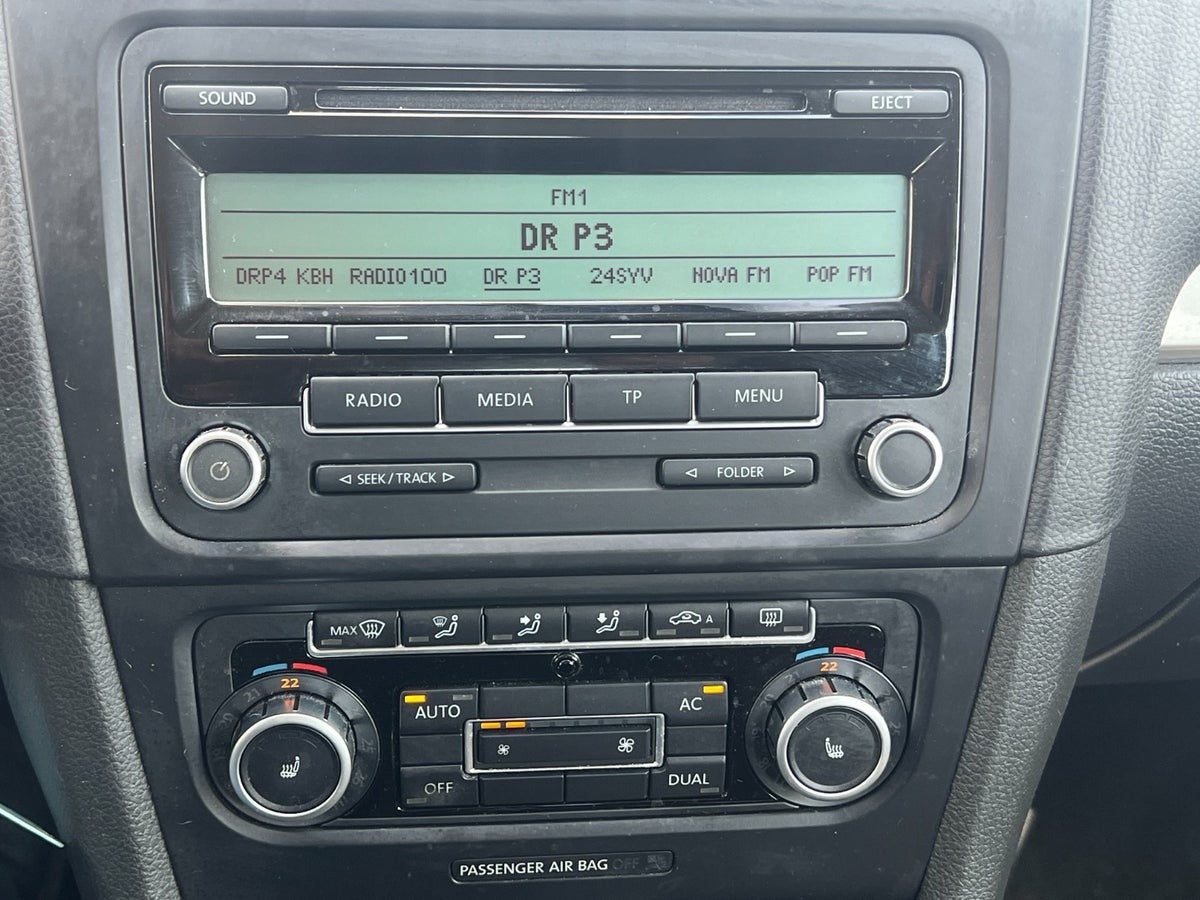 SOUND EJECT
FM1
DR P3
DRP4 KBH RADIO100 DR P3 24SYV NOVA FM POP FM
RADIO MEDIA TP MENU
SEEK/TRACK FOLDER
MAX A
22 22
21
AUTO AC
OFF DUAL
PASSENGER AIR BAG OFF